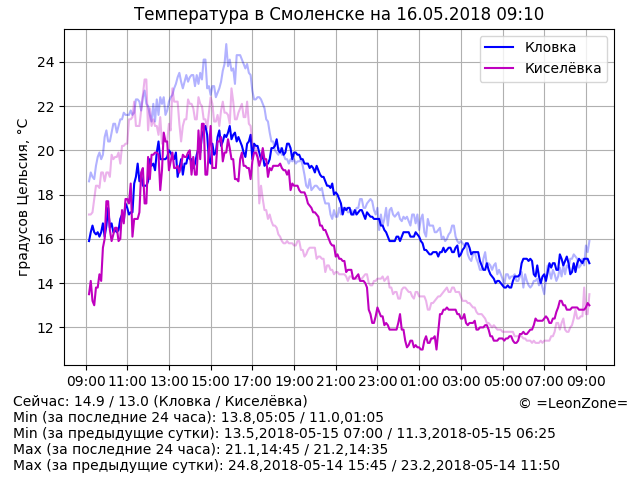 Температура в Смоленске на 16.05.2018 09:10
Кловка
Киселёвка
градусов Цельсия, °C
24
22
20
18
16
14
12
09:00 11:00 13:00 15:00 17:00 19:00 21:00 23:00 01:00 03:00 05:00 07:00 09:00
Сейчас: 14.9 / 13.0 (Кловка / Киселёвка)
© =LeonZone=
Min (за последние 24 часа): 13.8,05:05 / 11.0,01:05
Min (за предыдущие сутки): 13.5,2018-05-15 07:00 / 11.3,2018-05-15 06:25
Max (за последние 24 часа): 21.1,14:45 / 21.2,14:35
Max (за предыдущие сутки): 24.8,2018-05-14 15:45 / 23.2,2018-05-14 11:50